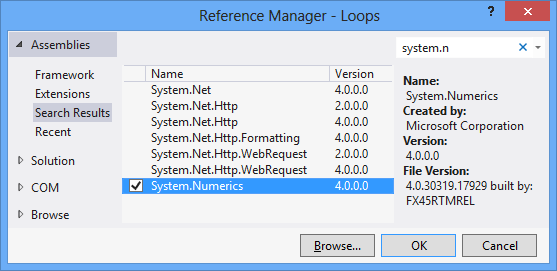 Reference Manager - Loops
?
Assemblies
Framework
Extensions
Search Results
Recent
Solution
COM
Browse
Name Version
System.Net 4.0.0.0
System.Net.Http 2.0.0.0
System.Net.Http 4.0.0.0
System.Net.Http.Formatting 4.0.0.0
System.Net.Http.WebRequest 2.0.0.0
System.Net.Http.WebRequest 4.0.0.0
System.Numerics 4.0.0.0
system.n
Name:
System.Numerics
Created by:
Microsoft Corporation
Version:
4.0.0.0
File Version:
4.0.30319.17929 built by:
FX45RTMREL
Browse... OK Cancel